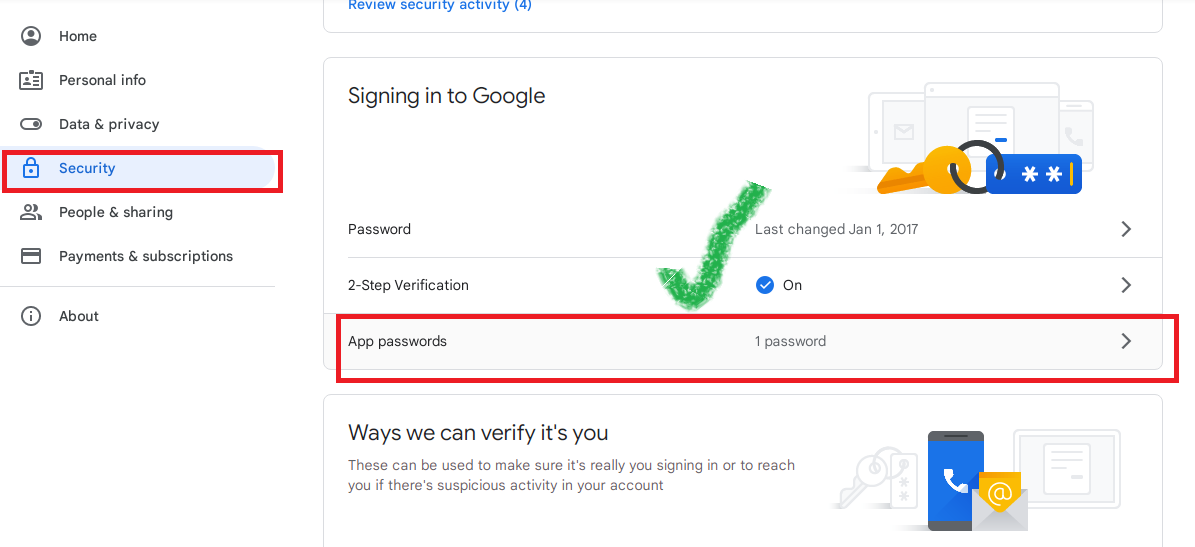 Review security activity (4)
Home
Personal info
Data & privacy
Security
People & sharing
Payments & subscriptions
About
Signing in to Google
**
Password
Last changed Jan 1, 2017
2-Step Verification
On
App passwords
1 password
Ways we can verify it's you
These can be used to make sure it's really you signing in or to reach
you if there's suspicious activity in your account
**
@